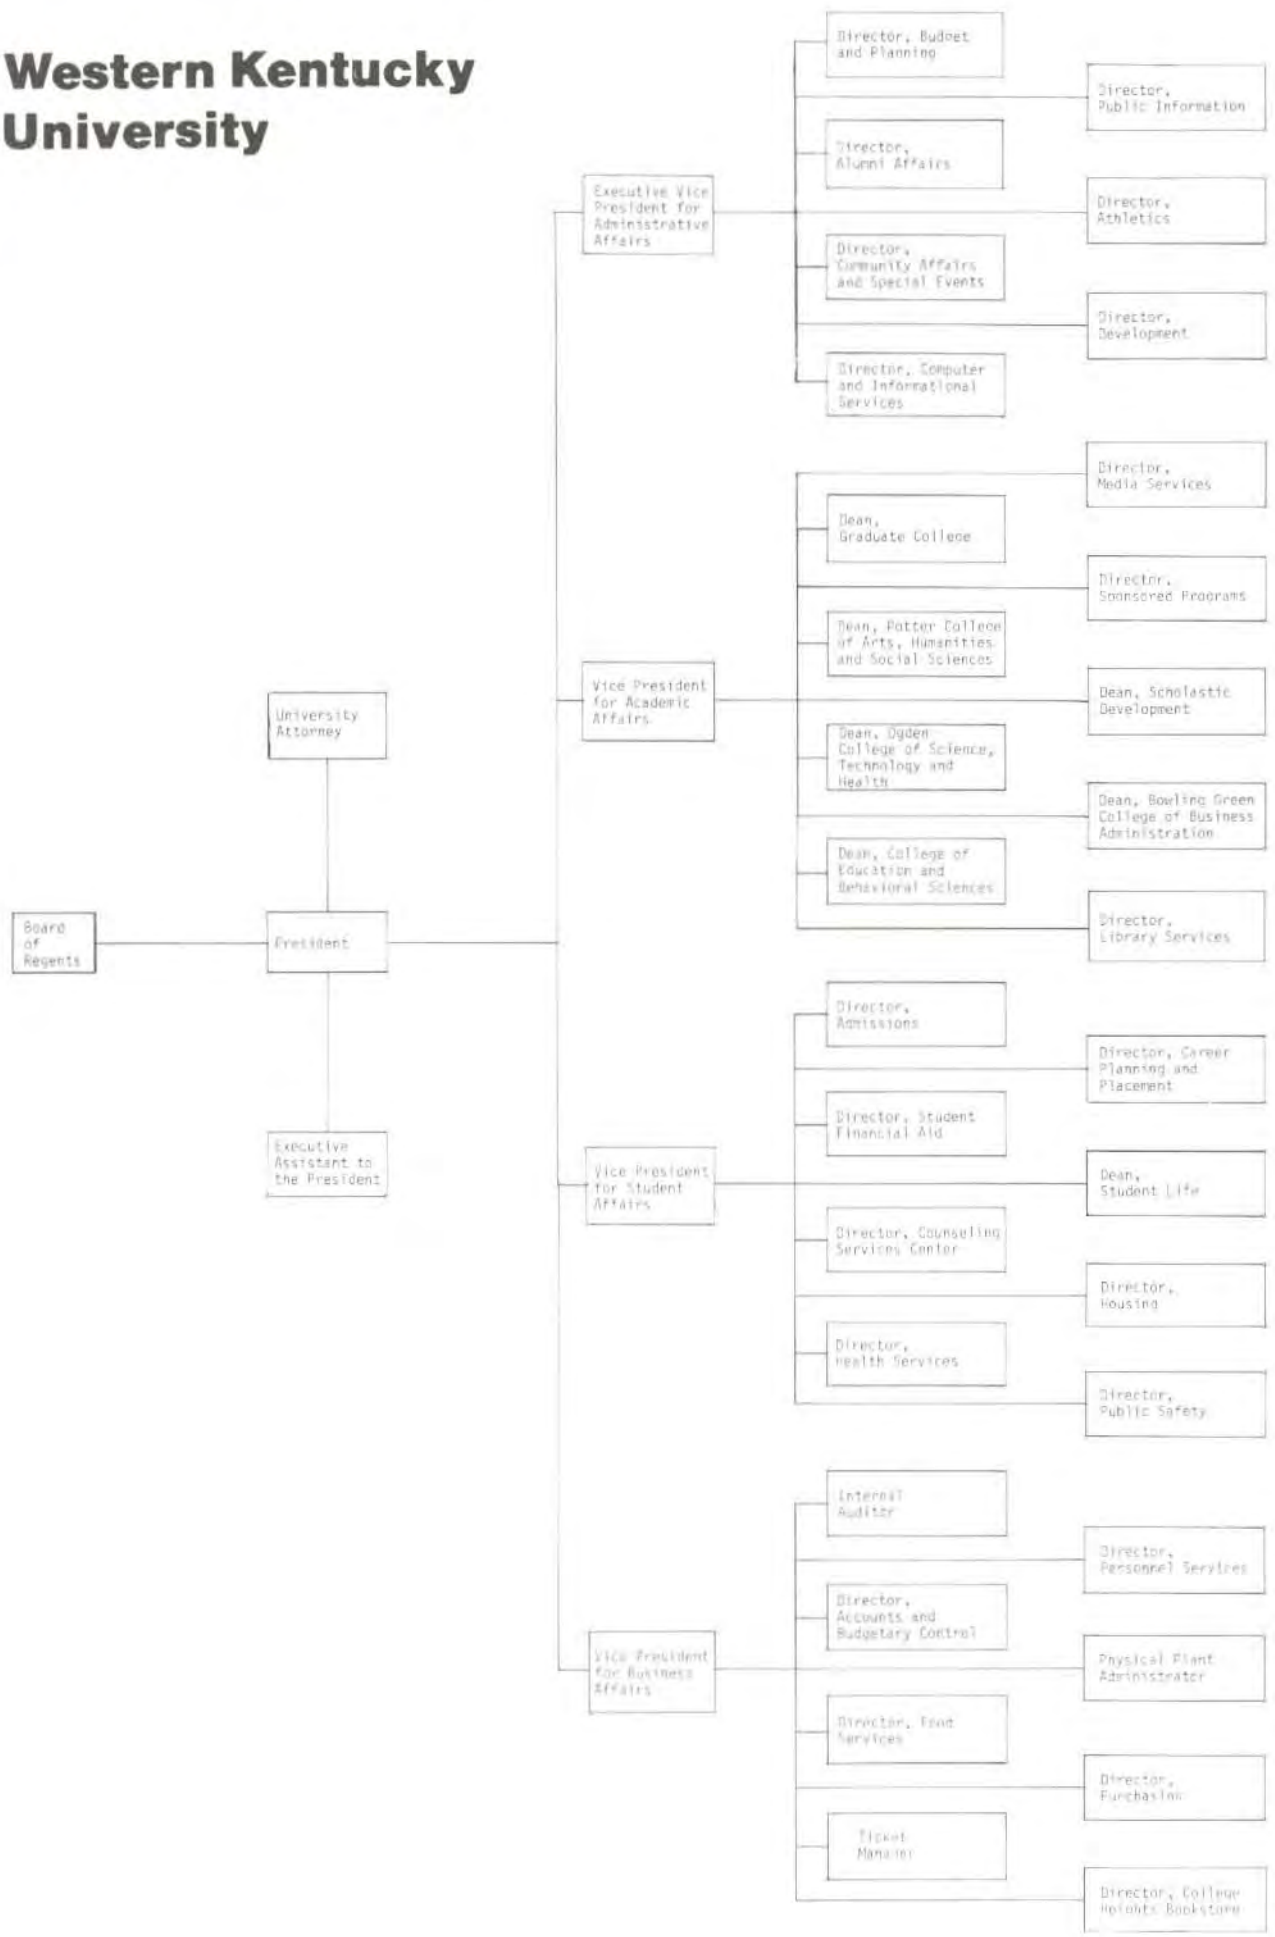 Western Kentucky
University
Director, Budget
and Planning
Director,
Public Information
Director,
Alumni Affairs
Executive Vice
President for
Administrative
Affairs
Director,
Athletics
Director,
Community Affairs
and Special Events
Director,
Development
Director, Computer
and Informational
Services
Director,
Media Services
Dean,
Graduate College
Director,
Sponsored Programs
Dean, Potter College
of Arts, Humanities
and Social Sciences
Vice President
for Academic
Affairs
Dean, Scholastic
Development
University
Attorney
Dean, Ogden
College of Science,
Technology and
Health
Dean, Bowling Green
College of Business
Administration
Dean, College of
Education and
Behavioral Sciences
Board
of
Regents
President
Director,
Library Services
Director,
Admissions
Director, Career
Planning and
Placement
Director, Student
Financial Aid
Executive
Assistant to
the President
Vice President
for Student
Affairs
Dean,
Student Life
Director, Counseling
Services Center
Director,
Housing
Director,
Health Services
Director,
Public Safety
Internal
Auditor
Director,
Personnel Services
Director,
Accounts and
Budgetary Control
Vice President
for Business
Affairs
Physical Plant
Administrator
Director, Food
Services
Director,
Purchasing
Ticket
Manager
Director, College
Heights Bookstore